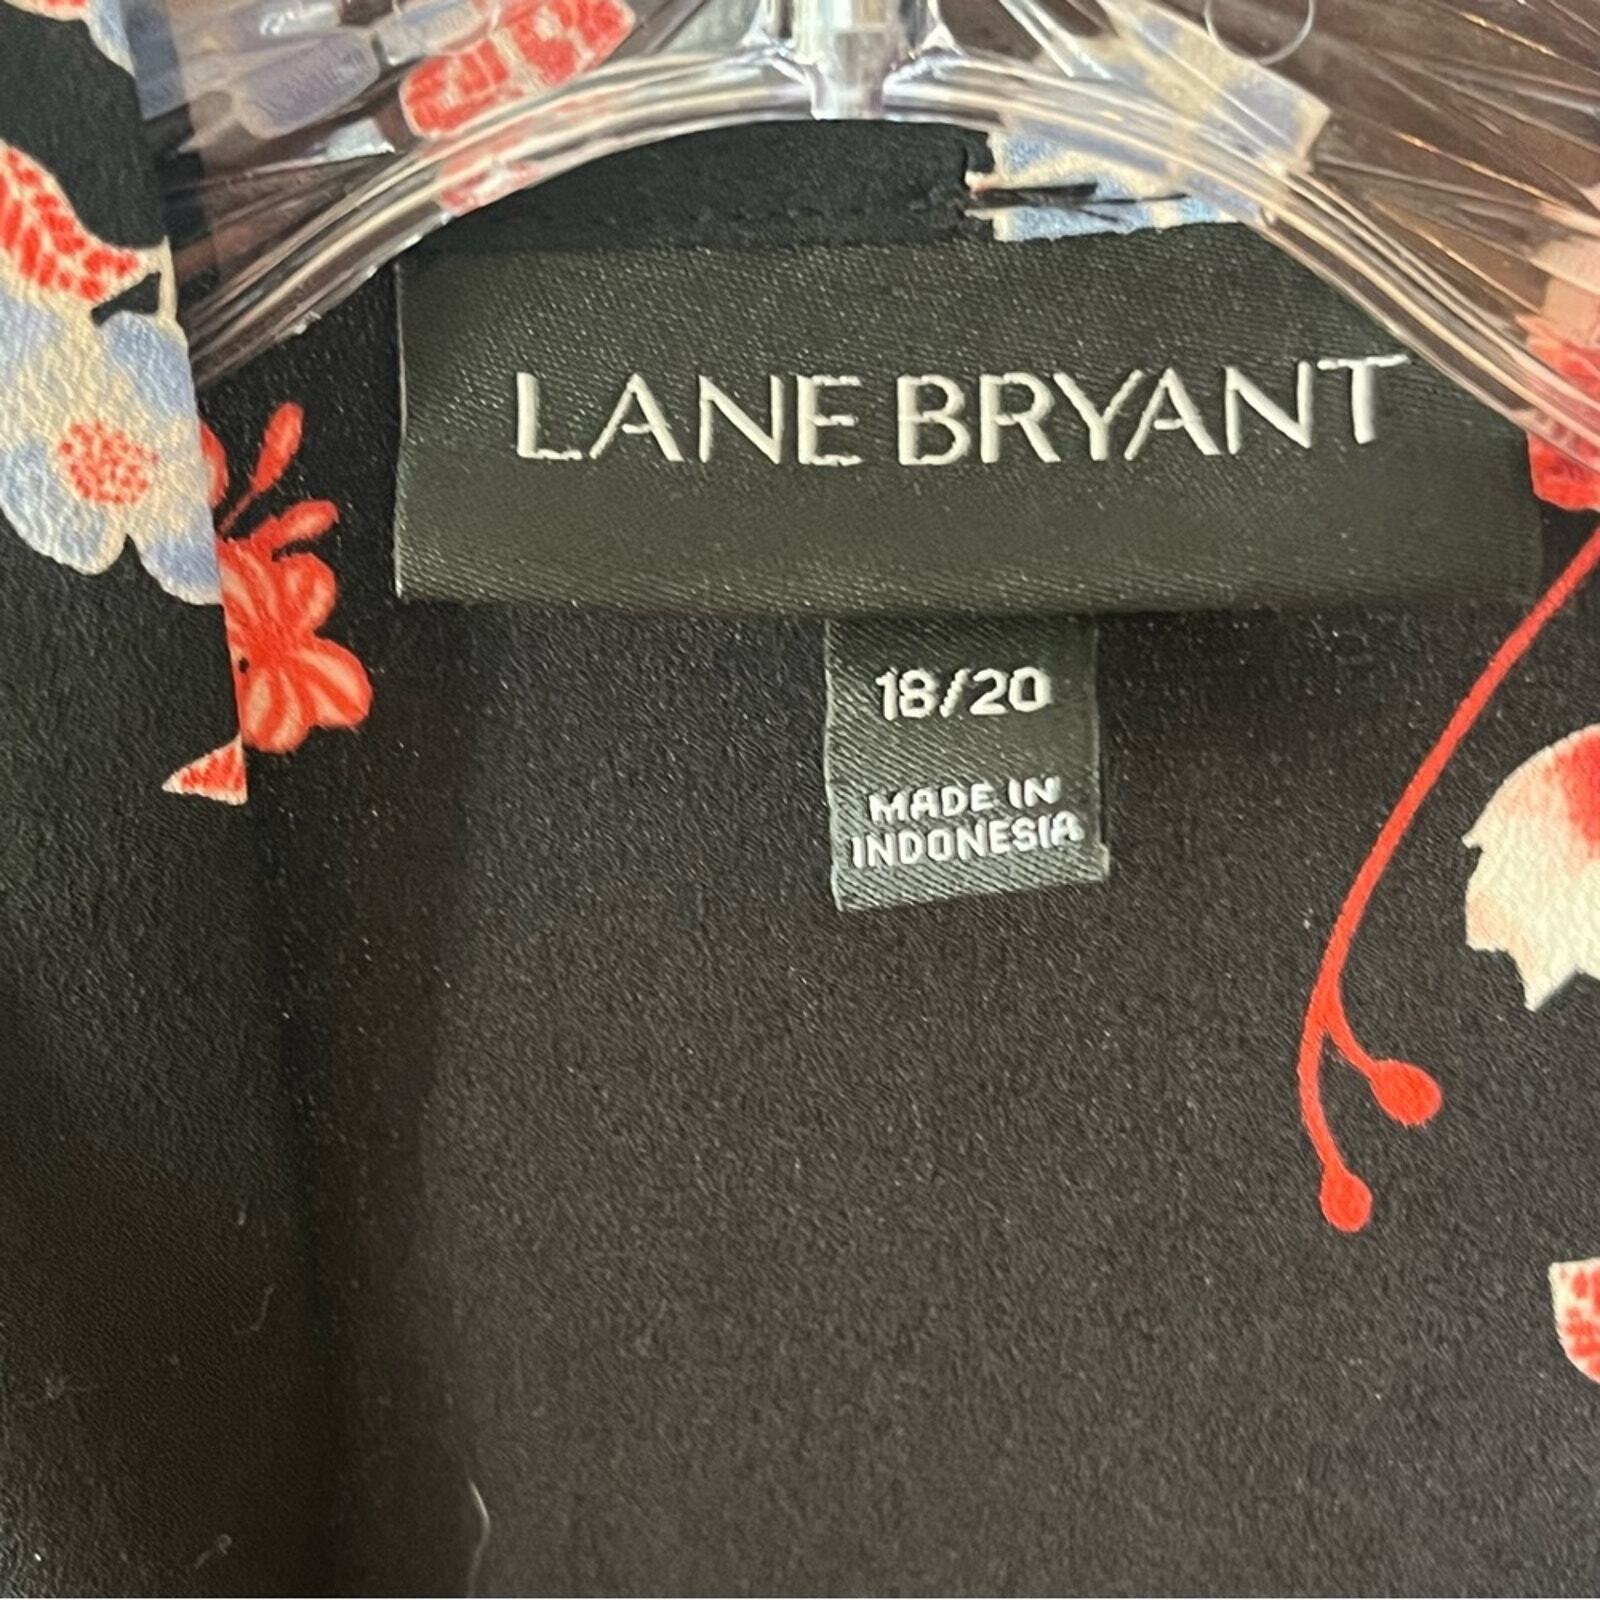 LANE BRYANT
18/20
MADE IN
INDONESIA